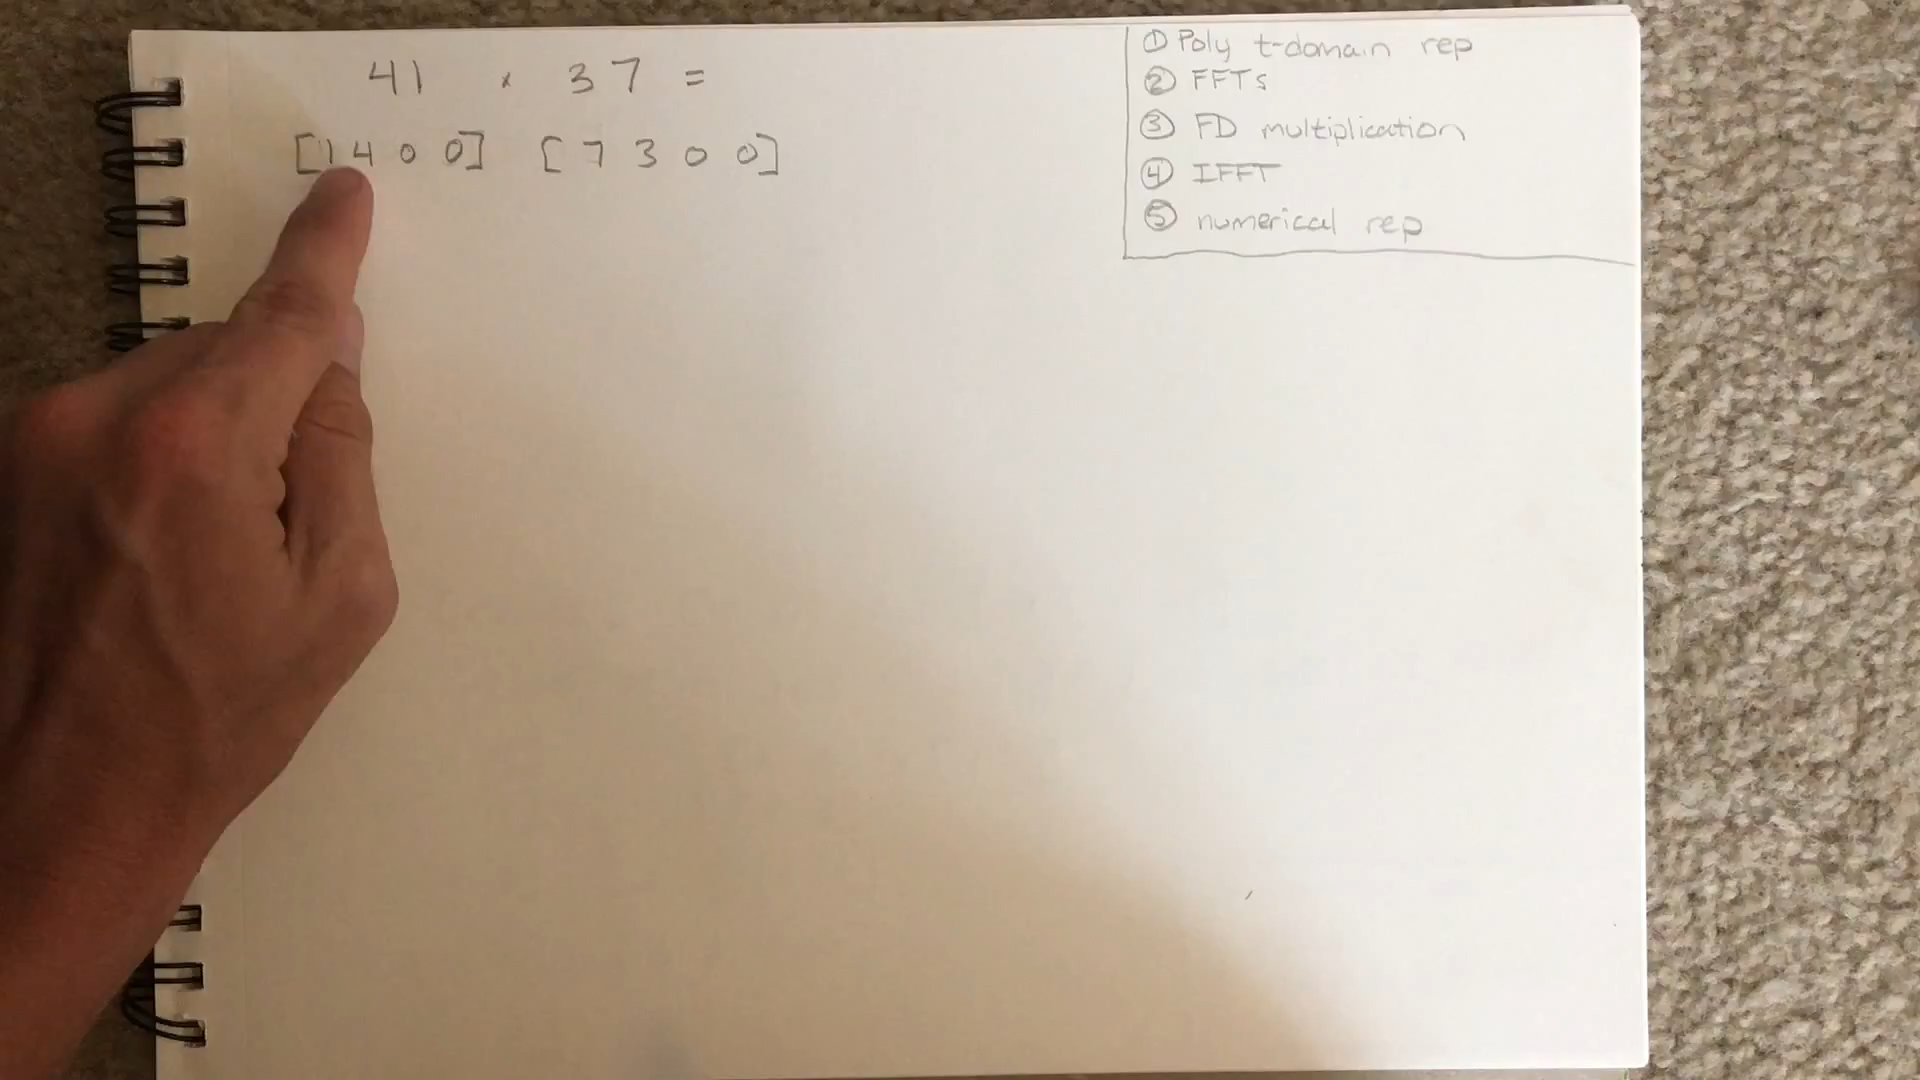 41 × 37 =
[1 4 0 0] [7 3 0 0]
① Poly t-domain rep
② FFTs
③ FD multiplication
④ IFFT
⑤ numerical rep